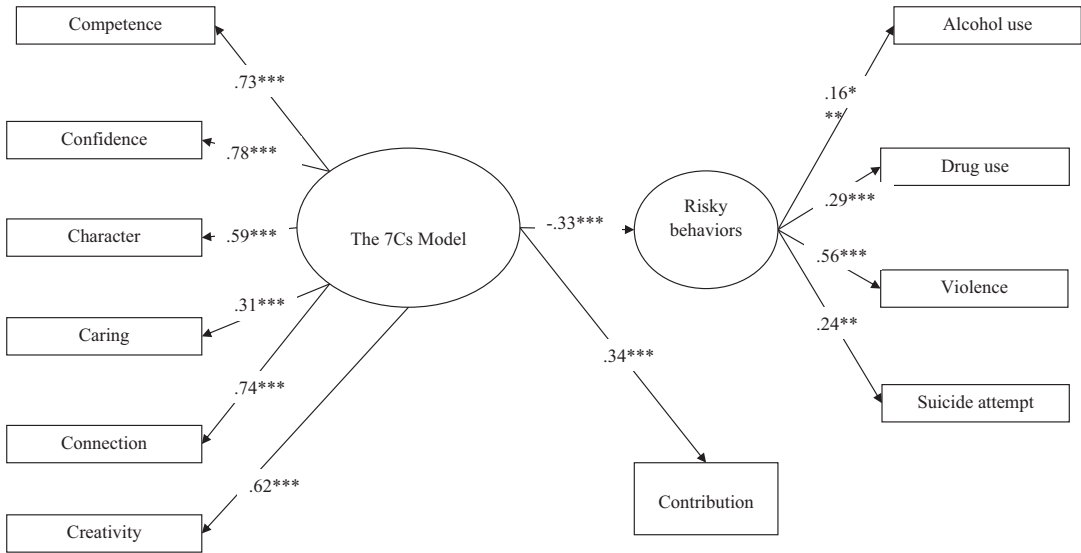 Competence
Alcohol use
.73***
.16*
**
Confidence
.78***
Drug use
.29***
Risky
behaviors
-.33***
Character
.59***
The 7Cs Model
.56***
Violence
.31***
Caring
.24**
.34***
.74***
Suicide attempt
Connection
.62***
Contribution
Creativity